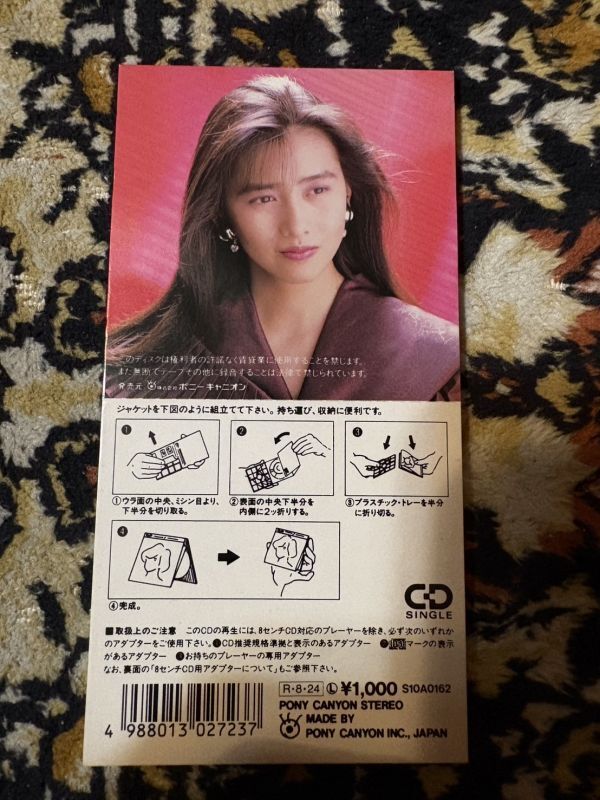 このディスクは権利者の許諾なく賃貸業に使用することを禁じます。
また無断でテープその他に録音することは法律で禁じられています。
発売元 株式会社 ポニーキャニオン
ジャケットを下図のように組立てて下さい。持ち運び、収納に便利です。
❶
❷
❸
①ウラ面の中央、ミシン目より、
下半分を切り取る。
②表面の中央下半分を
内側に2ッ折りする。
③プラスチック・トレーを半分
に折り切る。
❹
④完成。
CD
SINGLE
■取扱上のご注意 このCDの再生には、8センチCD対応のプレーヤーを除き、必ず次のいずれか
のアダプターをご使用下さい。❶CD推奨規格準拠と表示のあるアダプター ❷マークの表示
があるアダプター ❸お持ちのプレーヤーの専用アダプター
なお、裏面の「8センチCD用アダプターについて」もご参照下さい。
R・8・24 Ⓛ ¥1,000 S10A0162
PONY CANYON STEREO
MADE BY
PONY CANYON INC., JAPAN
4 988013 027237